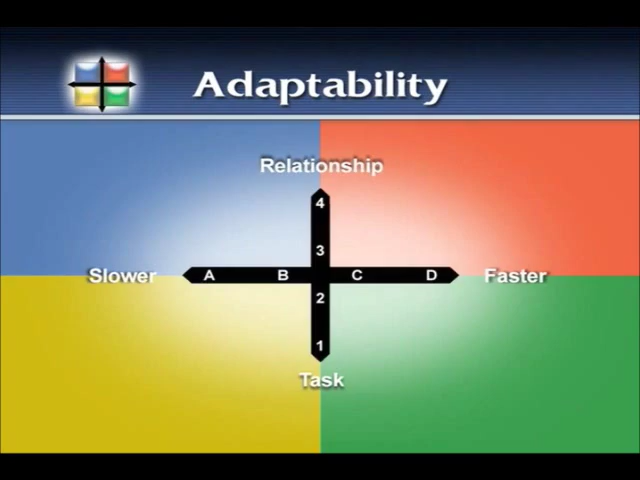 Adaptability
Relationship
4
3
Slower A B C D Faster
2
1
Task